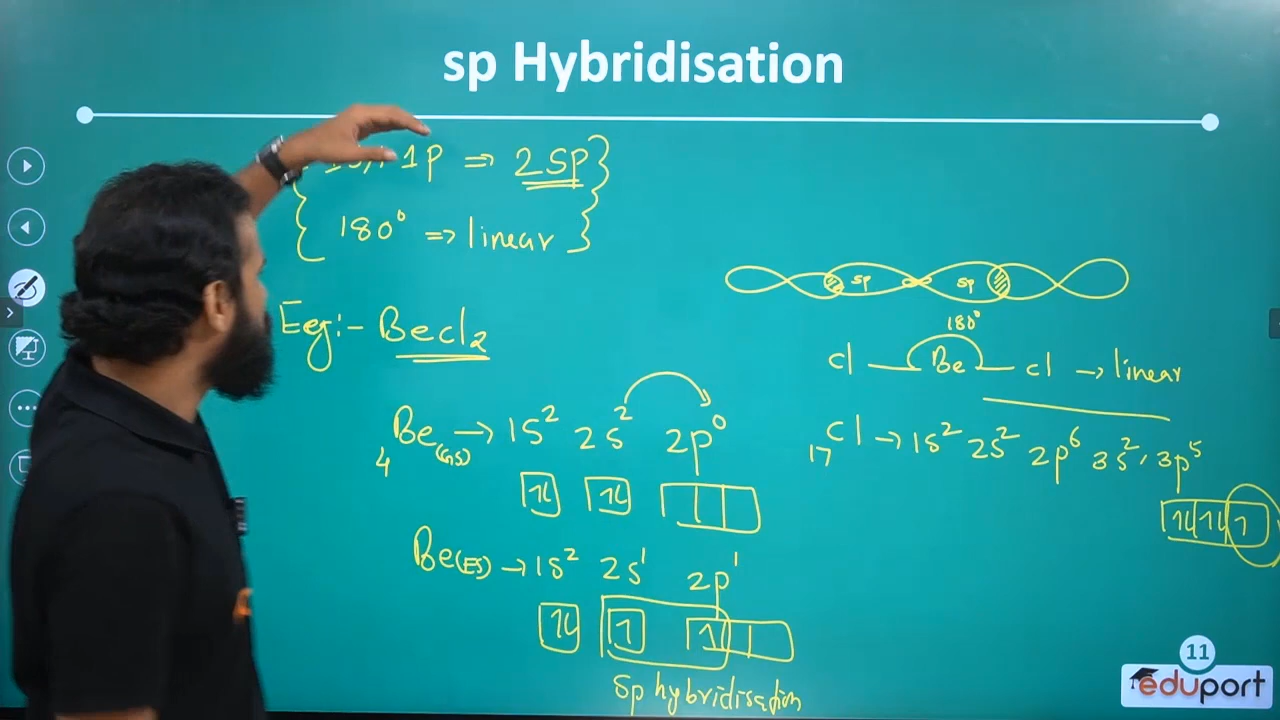 sp Hybridisation
1p ⇒ 2sp
180° ⇒ linear
Eeg:- Becl₂
₄Be(GS) → 1s² 2s² 2p⁰
Be(ES) → 1s² 2s¹ 2p¹
sp hybridisation
sp sp
180°
cl — Be — cl → linear
₁₇cl → 1s² 2s² 2p⁶ 3s², 3p⁵
11
eduport